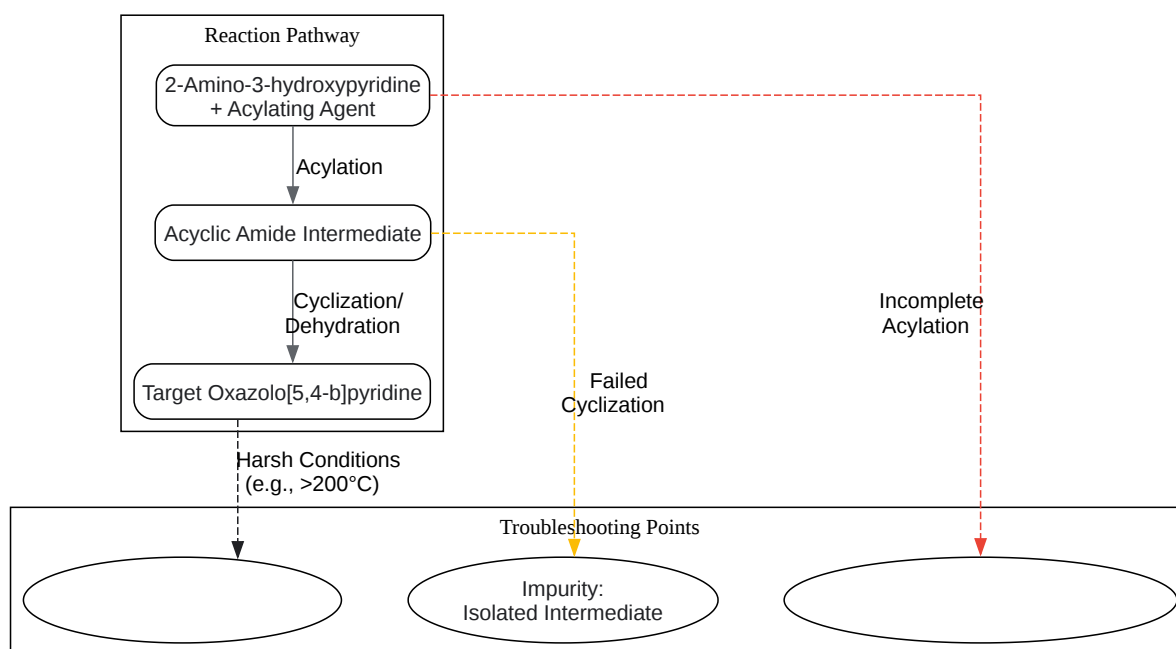 Reaction Pathway
2-Amino-3-hydroxypyridine
+ Acylating Agent
Acylation
Acyclic Amide Intermediate
Cyclization/
Dehydration
Incomplete
Acylation
Target Oxazolo[5,4-b]pyridine
Failed
Cyclization
Harsh Conditions
(e.g., >200°C)
Troubleshooting Points
Impurity:
Isolated Intermediate